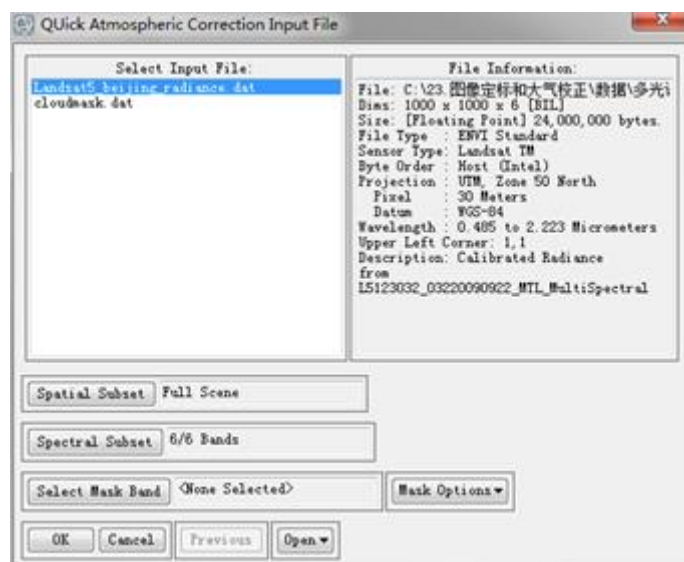 QUick Atmospheric Correction Input File
Select Input File:
Landsat5_beijing_radiance.dat
cloudmask.dat
File Information:
File: C:\23.图像定标和大气校正\数据\多光
Dims: 1000 x 1000 x 6 [BIL]
Size: [Floating Point] 24,000,000 bytes.
File Type : ENVI Standard
Sensor Type: Landsat TM
Byte Order : Host (Intel)
Projection : UTM, Zone 50 North
Pixel : 30 Meters
Datum : WGS-84
Wavelength : 0.485 to 2.223 Micrometers
Upper Left Corner: 1,1
Description: Calibrated Radiance
from
L5123032_03220090922_MTL_MultiSpectral
Spatial Subset Full Scene
Spectral Subset 6/6 Bands
Select Mask Band <None Selected> Mask Options
OK Cancel Previous Open